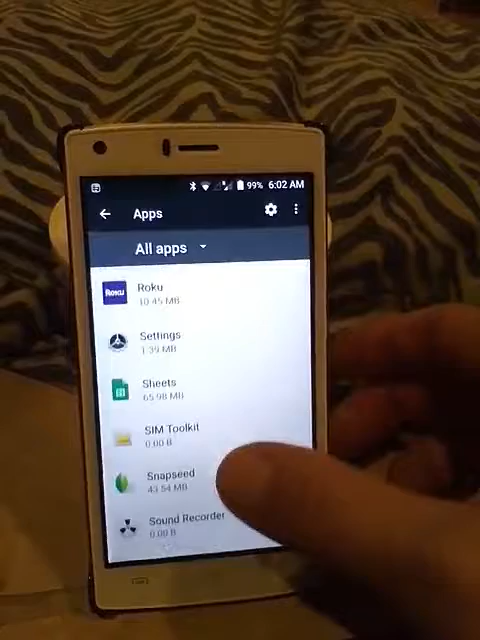 99% 6:02 AM
Apps
All apps
Roku
Roku
10.45 MB
Settings
1.39 MB
Sheets
65.98 MB
SIM Toolkit
0.00 B
Snapseed
43.54 MB
Sound Recorder
0.00 B